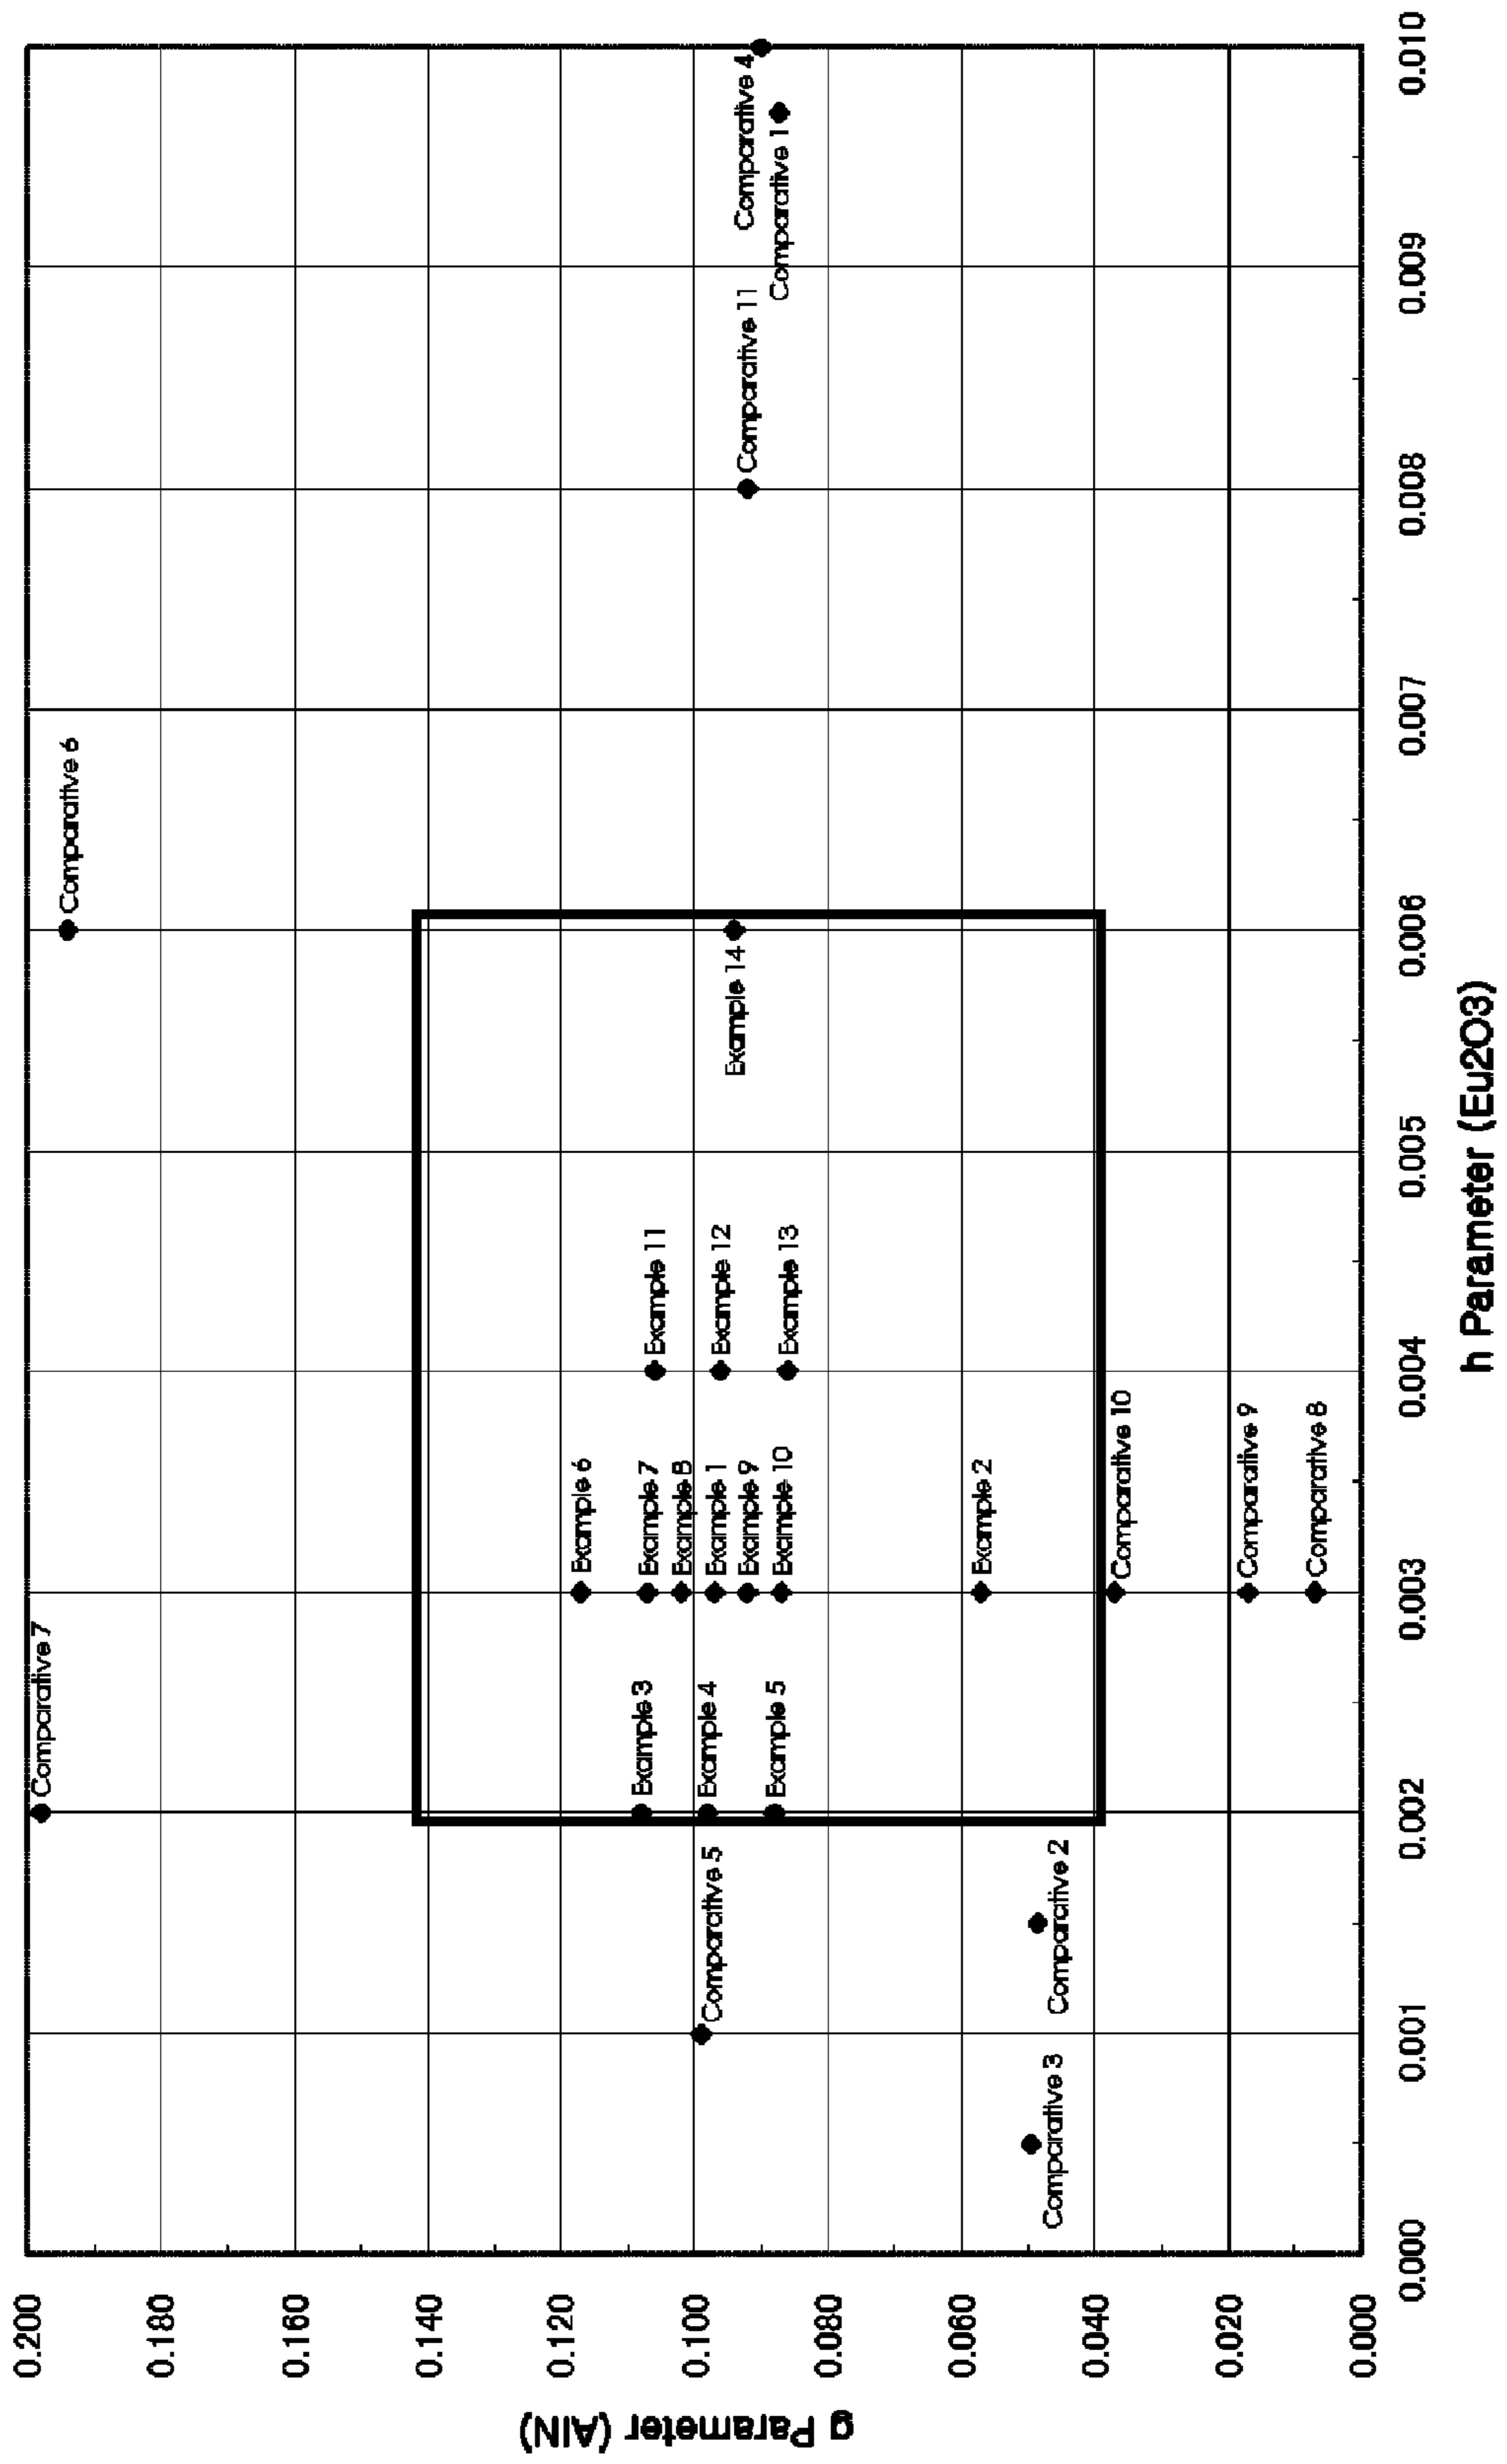 g Parameter (AlN)
0.200
0.180
0.160
0.140
0.120
0.100
0.080
0.060
0.040
0.020
0.000
Comparative 7
Comparative 6
Example 6
Example 3
Example 7
Example 11
Example 8
Comparative 5
Example 4
Example 1
Example 12
Example 14
Example 9
Comparative 11
Comparative 4
Example 5
Example 10
Example 13
Comparative 1
Example 2
Comparative 3
Comparative 2
Comparative 10
Comparative 9
Comparative 8
0.000
0.001
0.002
0.003
0.004
0.005
0.006
0.007
0.008
0.009
0.010
h Parameter (Eu2O3)